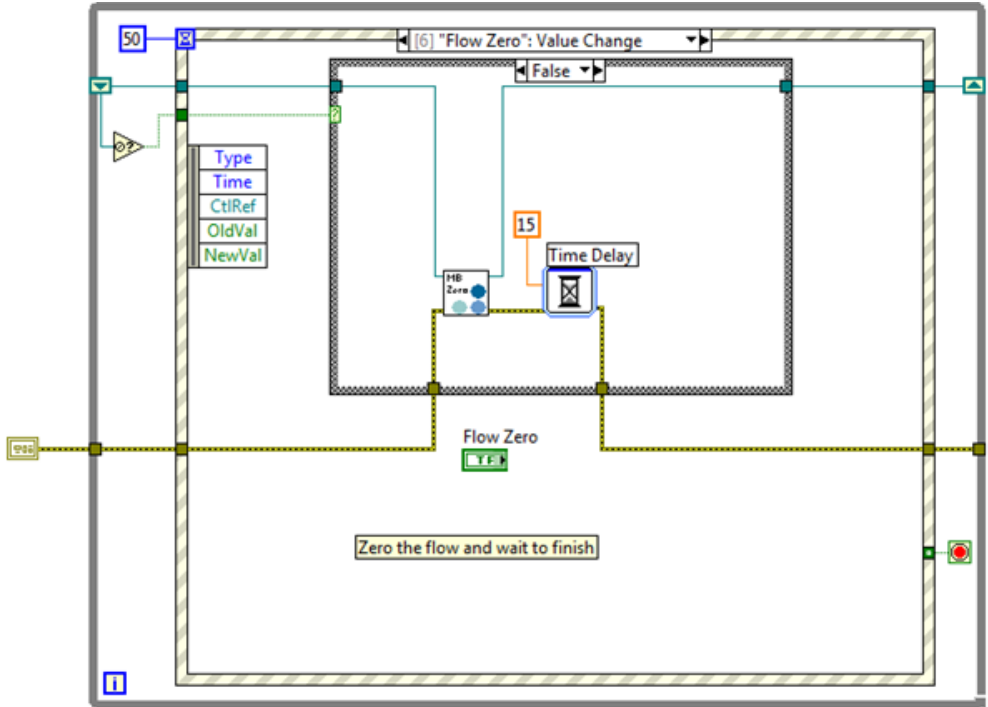 50
[6] "Flow Zero": Value Change
False
?
?
Type
Time
CtlRef
OldVal
NewVal
15
Time Delay
MB
Zero
Flow Zero
TF
Zero the flow and wait to finish
i